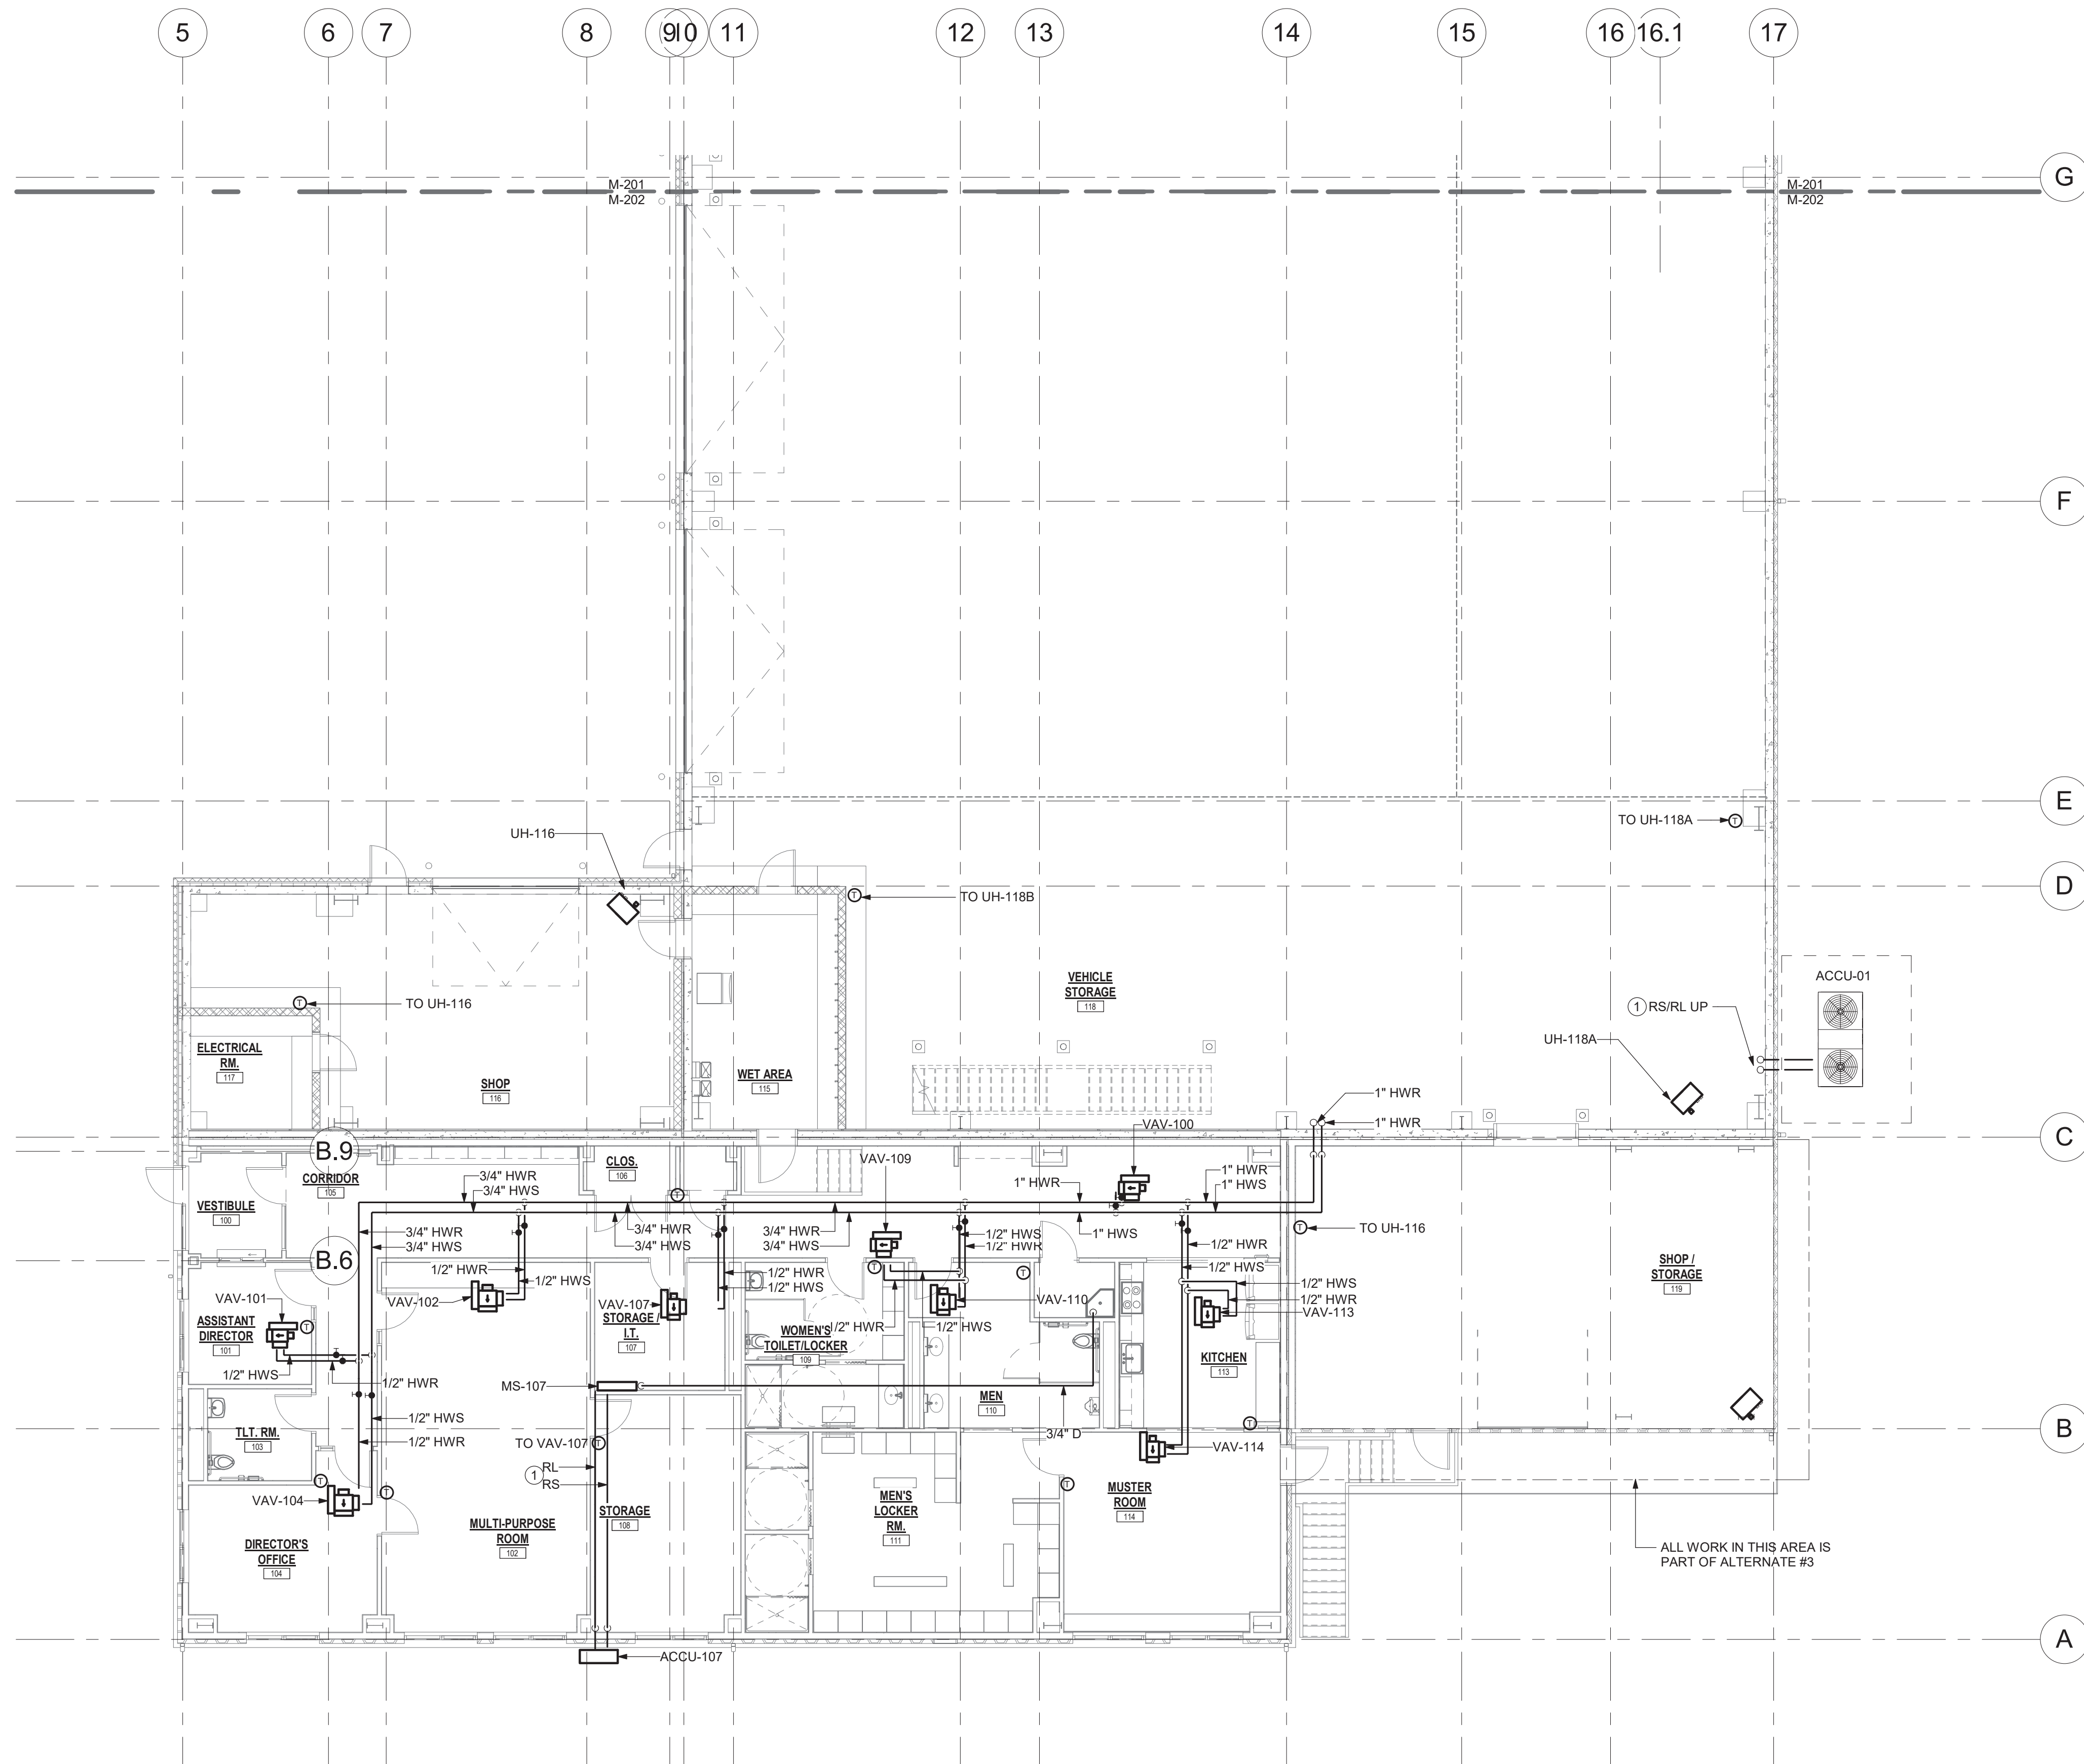 5
6
7
8
9
10
11
12
13
14
15
16
16.1
17
G
M-201
M-202
M-201
M-202
F
E
TO UH-118A
UH-116
D
TO UH-118B
TO UH-116
VEHICLE
STORAGE
118
ACCU-01
1 RS/RL UP
UH-118A
ELECTRICAL
RM.
117
SHOP
116
WET AREA
115
1" HWR
1" HWR
C
B.9
VAV-100
VAV-109
CLOS.
106
CORRIDOR
105
3/4" HWR
3/4" HWS
1" HWR
1" HWR
1" HWS
VESTIBULE
100
3/4" HWR
3/4" HWS
3/4" HWR
3/4" HWS
3/4" HWR
3/4" HWS
1/2" HWS
1/2" HWR
1" HWS
1/2" HWR
1/2" HWS
TO UH-116
B.6
1/2" HWR
1/2" HWS
1/2" HWR
1/2" HWS
1/2" HWS
1/2" HWR
VAV-113
SHOP /
STORAGE
119
VAV-101
VAV-102
VAV-107
VAV-110
ASSISTANT
DIRECTOR
101
STORAGE /
I.T.
107
WOMEN'S
TOILET/LOCKER
109
1/2" HWR
1/2" HWS
KITCHEN
113
1/2" HWS
1/2" HWR
MS-107
MEN
110
1/2" HWS
1/2" HWR
TLT. RM.
103
3/4" D
B
TO VAV-107
VAV-114
1 RL
RS
VAV-104
MULTI-PURPOSE
ROOM
102
STORAGE
108
MEN'S
LOCKER
RM.
111
MUSTER
ROOM
114
DIRECTOR'S
OFFICE
104
ALL WORK IN THIS AREA IS
PART OF ALTERNATE #3
A
ACCU-107
T
T
T
T
T
T
T
T
T
T
T
T
T
T